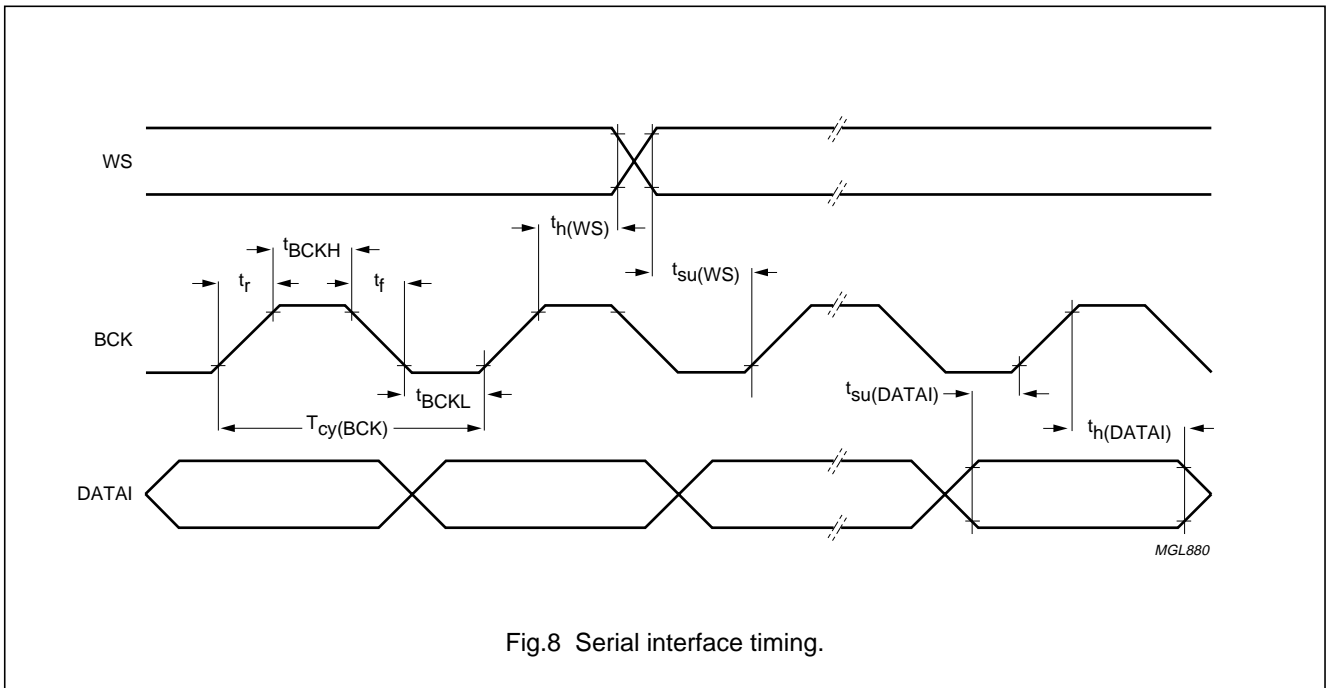 WS
th(WS)
tBCKH
tsu(WS)
tr
tf
BCK
tBCKL
tsu(DATAI)
Tcy(BCK)
th(DATAI)
DATAI
MGL880
Fig.8 Serial interface timing.